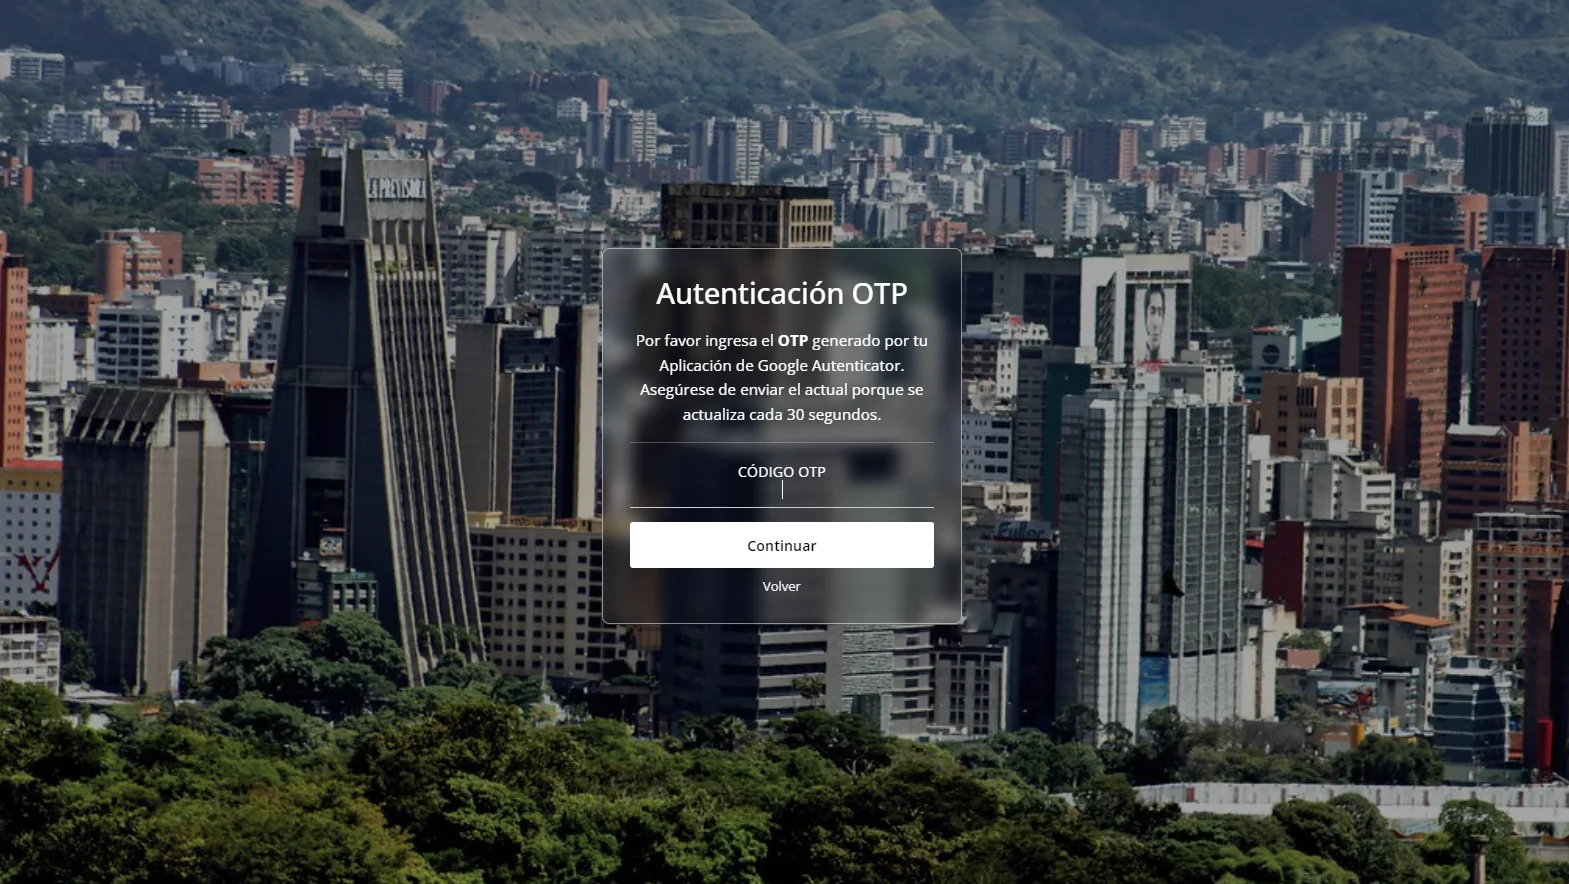 LA PREVISORA
Autenticación OTP
Por favor ingresa el OTP generado por tu
Aplicación de Google Autenticator.
Asegúrese de enviar el actual porque se
actualiza cada 30 segundos.
CÓDIGO OTP
Continuar
Volver